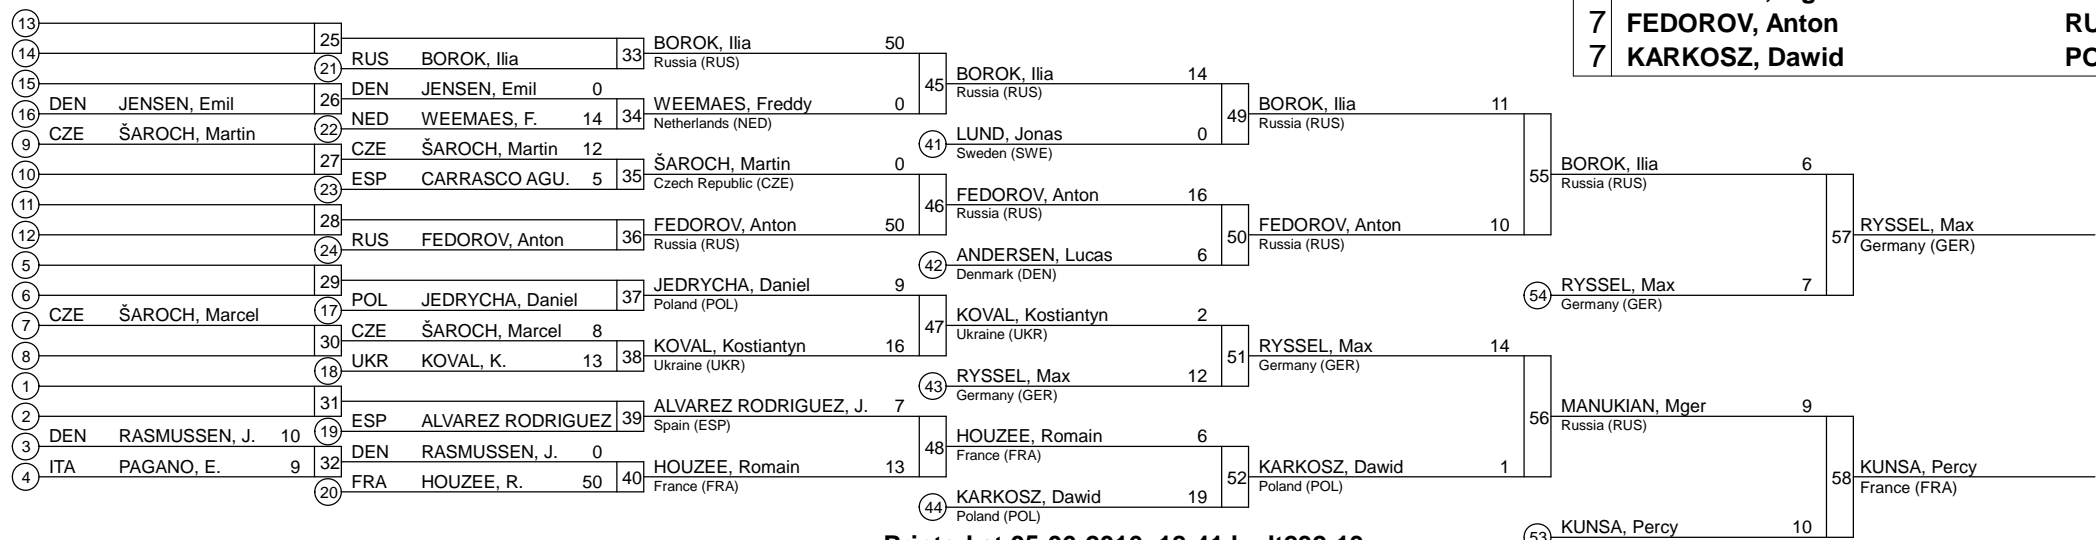 7 FEDOROV, Anton
7 KARKOSZ, Dawid
13
14
15
16 DEN JENSEN, Emil
9 CZE ŠAROCH, Martin
10
11
12
5
6
7 CZE ŠAROCH, Marcel
8
1
2
3 DEN RASMUSSEN, J. 10
4 ITA PAGANO, E. 9
25
21 RUS BOROK, Ilia
26 DEN JENSEN, Emil 0
22 NED WEEMAES, F. 14
27 CZE ŠAROCH, Martin 12
23 ESP CARRASCO AGU. 5
28
24 RUS FEDOROV, Anton
29
17 POL JEDRYCHA, Daniel
30 CZE ŠAROCH, Marcel 8
18 UKR KOVAL, K. 13
31
19 ESP ALVAREZ RODRIGUEZ
32 DEN RASMUSSEN, J. 0
20 FRA HOUZEE, R. 50
33 BOROK, Ilia 50
Russia (RUS)
34 WEEMAES, Freddy 0
Netherlands (NED)
35 ŠAROCH, Martin 0
Czech Republic (CZE)
36 FEDOROV, Anton 50
Russia (RUS)
37 JEDRYCHA, Daniel 9
Poland (POL)
38 KOVAL, Kostiantyn 16
Ukraine (UKR)
39 ALVAREZ RODRIGUEZ, J. 7
Spain (ESP)
40 HOUZEE, Romain 13
France (FRA)
45 BOROK, Ilia 14
Russia (RUS)
41 LUND, Jonas 0
Sweden (SWE)
46 FEDOROV, Anton 16
Russia (RUS)
42 ANDERSEN, Lucas 6
Denmark (DEN)
47 KOVAL, Kostiantyn 2
Ukraine (UKR)
43 RYSSEL, Max 12
Germany (GER)
48 HOUZEE, Romain 6
France (FRA)
44 KARKOSZ, Dawid 19
Poland (POL)
49 BOROK, Ilia 11
Russia (RUS)
50 FEDOROV, Anton 10
Russia (RUS)
51 RYSSEL, Max 14
Germany (GER)
52 KARKOSZ, Dawid 1
Poland (POL)
55 BOROK, Ilia 6
Russia (RUS)
54 RYSSEL, Max 7
Germany (GER)
56 MANUKIAN, Mger 9
Russia (RUS)
53 KUNSA, Percy 10
57 RYSSEL, Max
Germany (GER)
58 KUNSA, Percy
France (FRA)